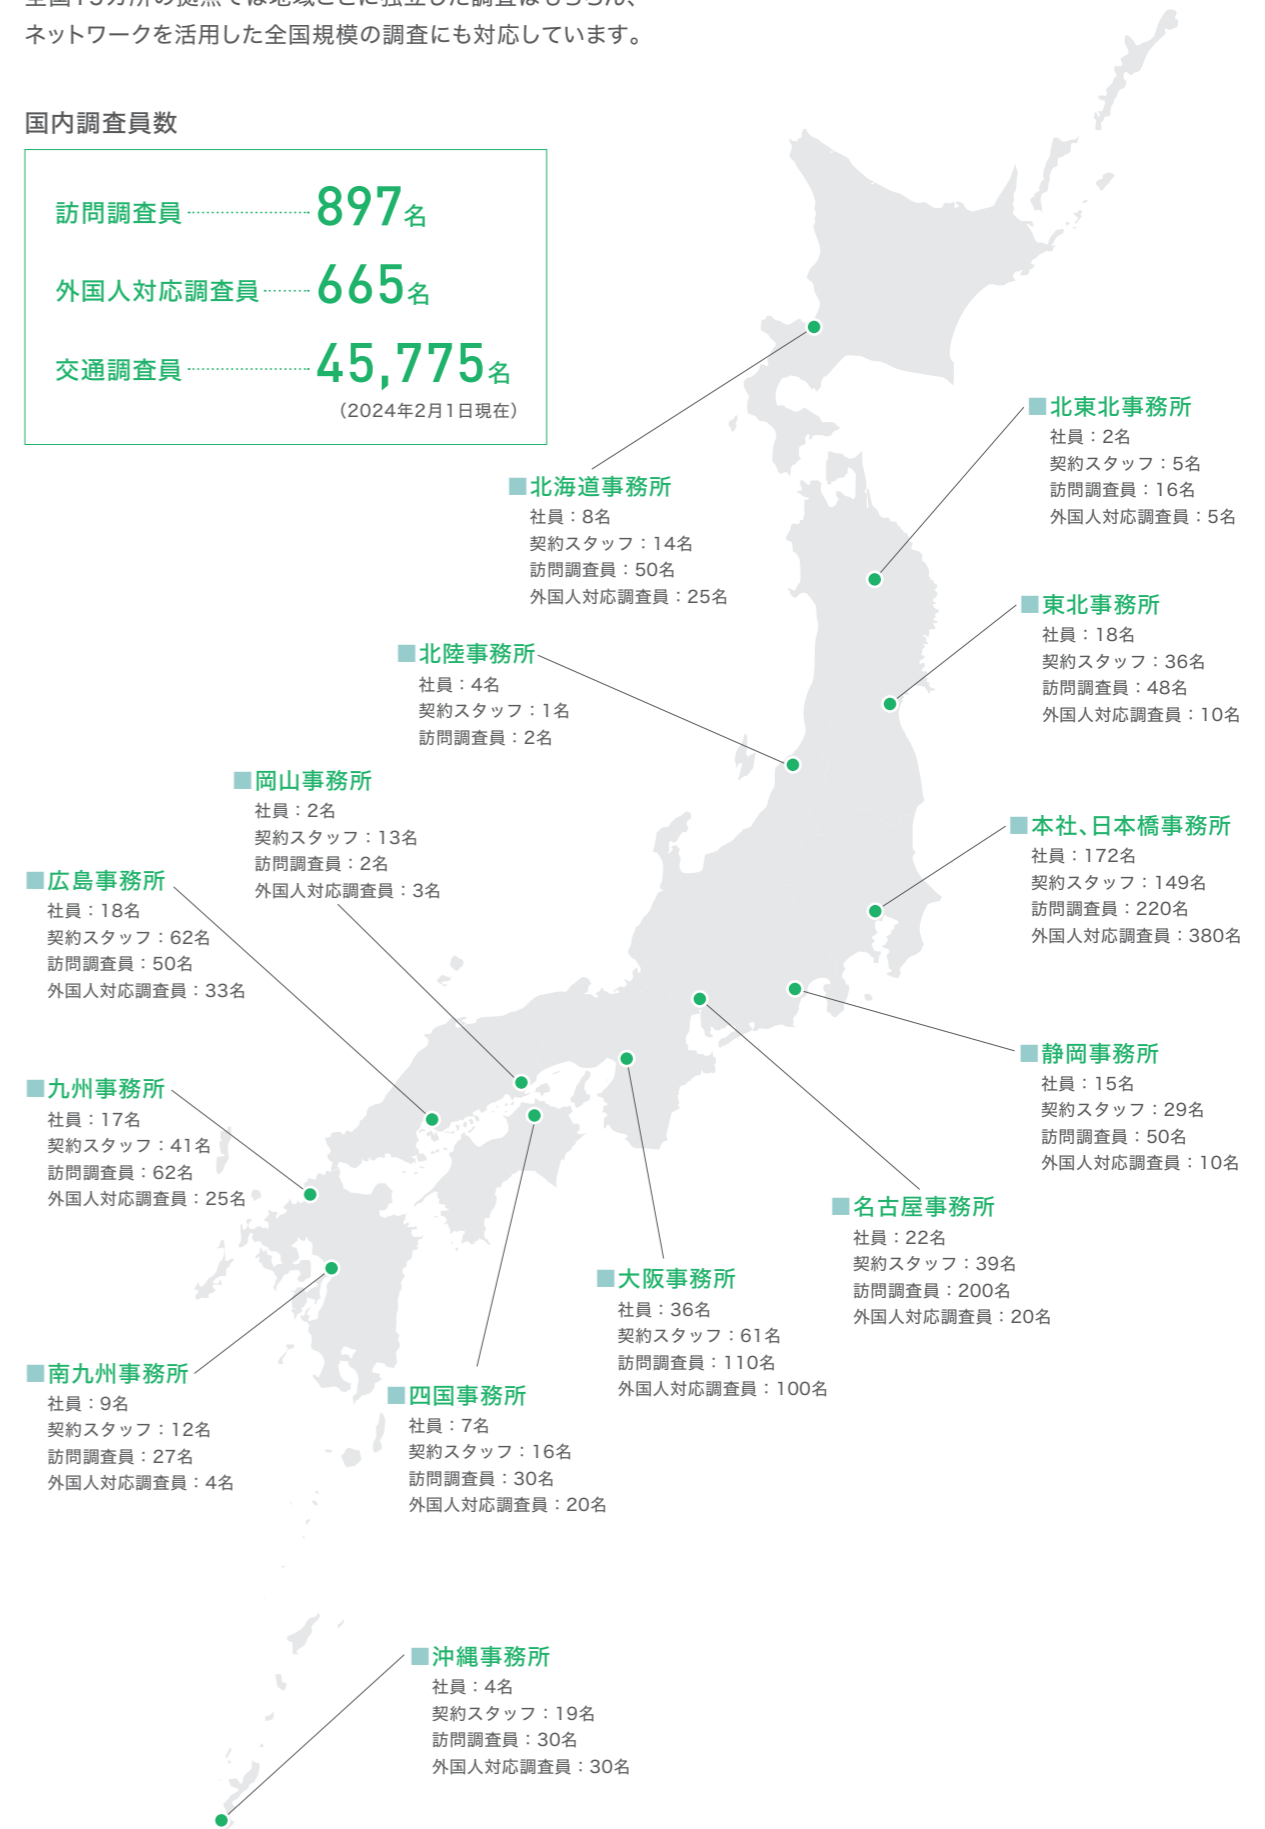 ネットワークを活用した全国規模の調査にも対応しています。
国内調査員数
訪問調査員 897名
外国人対応調査員 665名
交通調査員 45,775名
（2024年2月1日現在）
■北海道事務所
社員：8名
契約スタッフ：14名
訪問調査員：50名
外国人対応調査員：25名
■北東北事務所
社員：2名
契約スタッフ：5名
訪問調査員：16名
外国人対応調査員：5名
■東北事務所
社員：18名
契約スタッフ：36名
訪問調査員：48名
外国人対応調査員：10名
■北陸事務所
社員：4名
契約スタッフ：1名
訪問調査員：2名
■岡山事務所
社員：2名
契約スタッフ：13名
訪問調査員：2名
外国人対応調査員：3名
■本社、日本橋事務所
社員：172名
契約スタッフ：149名
訪問調査員：220名
外国人対応調査員：380名
■広島事務所
社員：18名
契約スタッフ：62名
訪問調査員：50名
外国人対応調査員：33名
■静岡事務所
社員：15名
契約スタッフ：29名
訪問調査員：50名
外国人対応調査員：10名
■九州事務所
社員：17名
契約スタッフ：41名
訪問調査員：62名
外国人対応調査員：25名
■名古屋事務所
社員：22名
契約スタッフ：39名
訪問調査員：200名
外国人対応調査員：20名
■大阪事務所
社員：36名
契約スタッフ：61名
訪問調査員：110名
外国人対応調査員：100名
■南九州事務所
社員：9名
契約スタッフ：12名
訪問調査員：27名
外国人対応調査員：4名
■四国事務所
社員：7名
契約スタッフ：16名
訪問調査員：30名
外国人対応調査員：20名
■沖縄事務所
社員：4名
契約スタッフ：19名
訪問調査員：30名
外国人対応調査員：30名